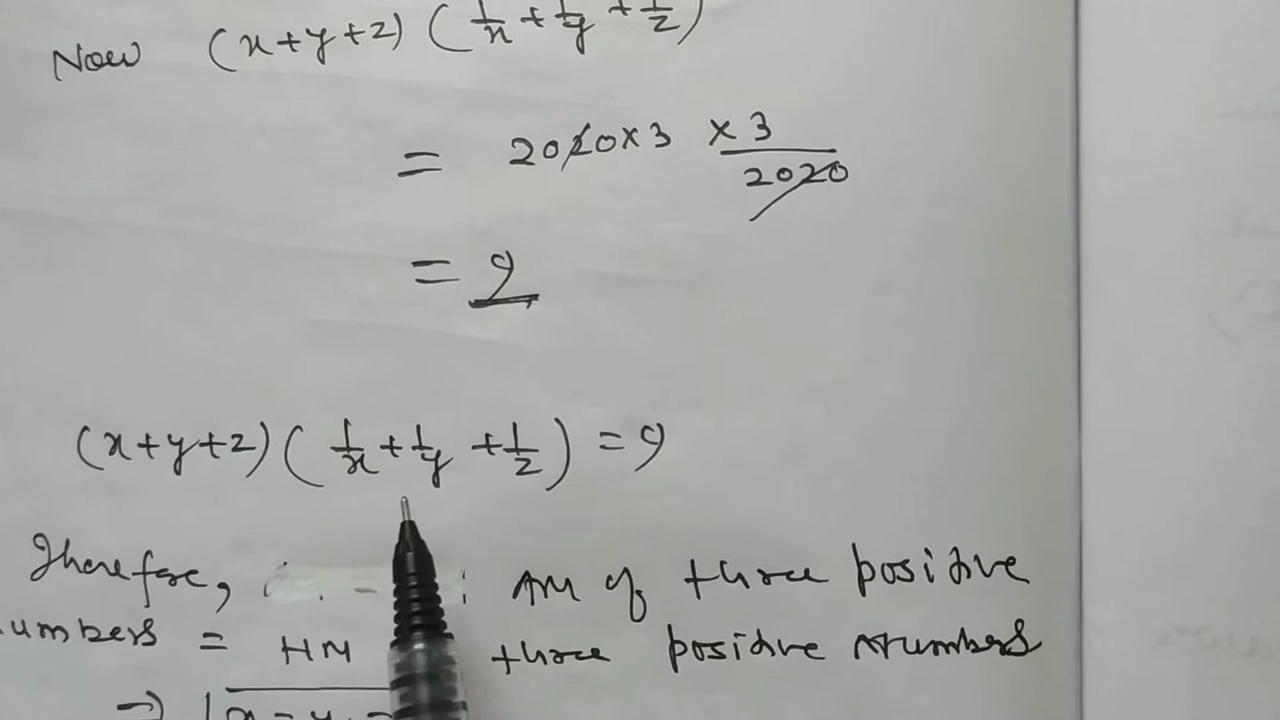 Now (x+y+z) (1/x + 1/y + 1/z)
= 2020×3 × 3/2020
= 9
(x+y+z) (1/x + 1/y + 1/z) = 9
Therefore, AM of three positive
numbers = HM three positive numbers
⇒ x = y =